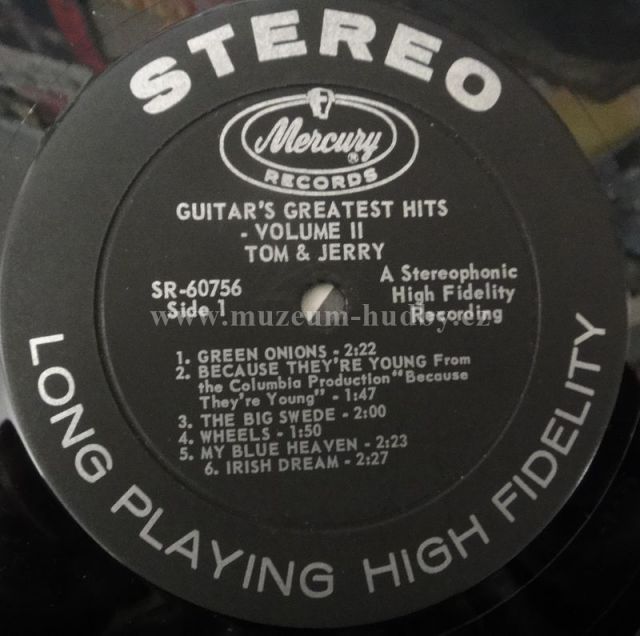 STEREO
Mercury ®
RECORDS
GUITAR'S GREATEST HITS
- VOLUME II
TOM & JERRY
SR-60756
Side 1
A Stereophonic
High Fidelity
Recording
www.muzeum-hudby.cz
1. GREEN ONIONS - 2:22
2. BECAUSE THEY'RE YOUNG From
the Columbia Production "Because
They're Young" - 1:47
3. THE BIG SWEDE - 2:00
4. WHEELS - 1:50
5. MY BLUE HEAVEN - 2:23
6. IRISH DREAM - 2:27
LONG PLAYING HIGH FIDELITY